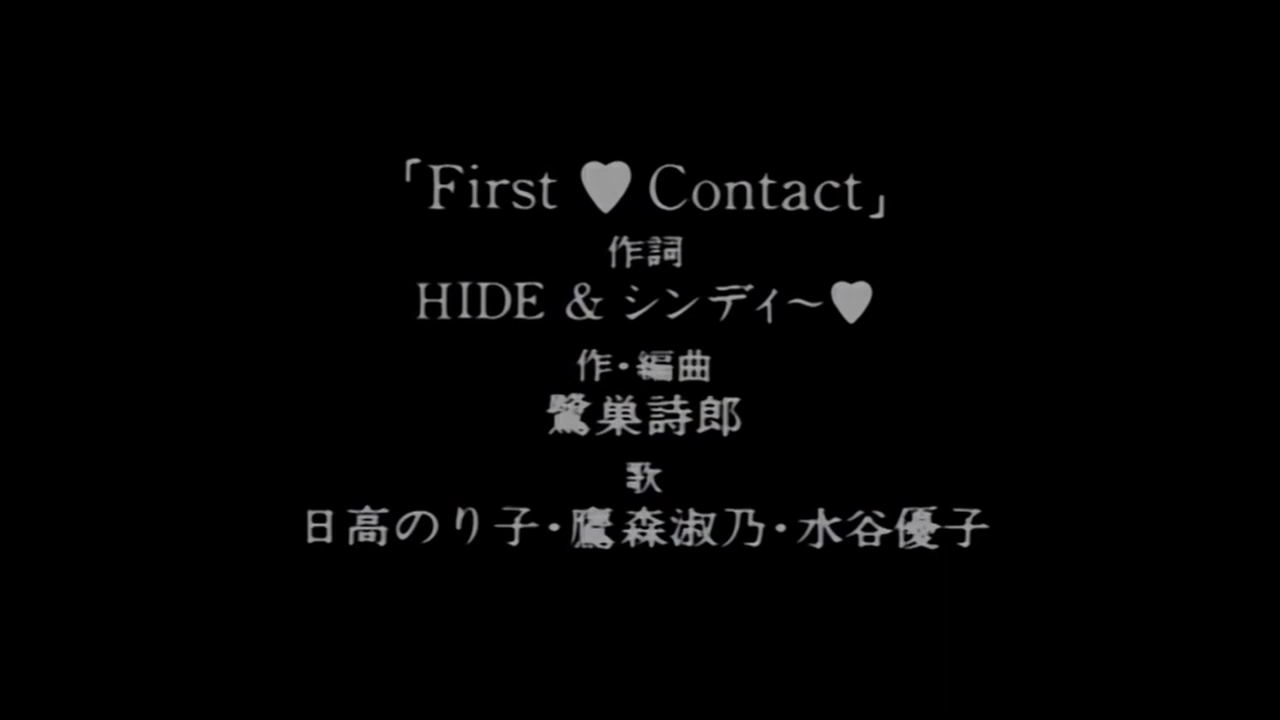 「First ♥ Contact」
作詞
HIDE & シンディ〜♥
作・編曲
鷺巣詩郎
歌
日高のり子・鷹森淑乃・水谷優子